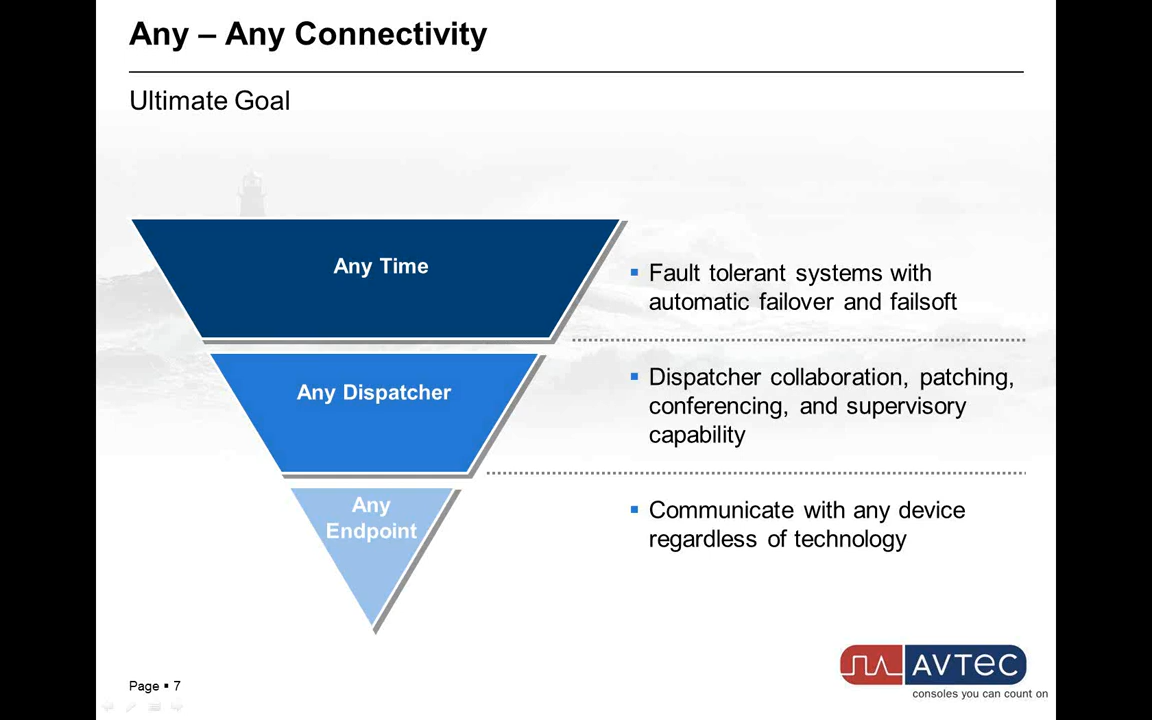 Any – Any Connectivity
Ultimate Goal
Any Time
▪ Fault tolerant systems with
automatic failover and failsoft
Any Dispatcher
▪ Dispatcher collaboration, patching,
conferencing, and supervisory
capability
Any
Endpoint
▪ Communicate with any device
regardless of technology
AVTEC
consoles you can count on
Page ▪ 7